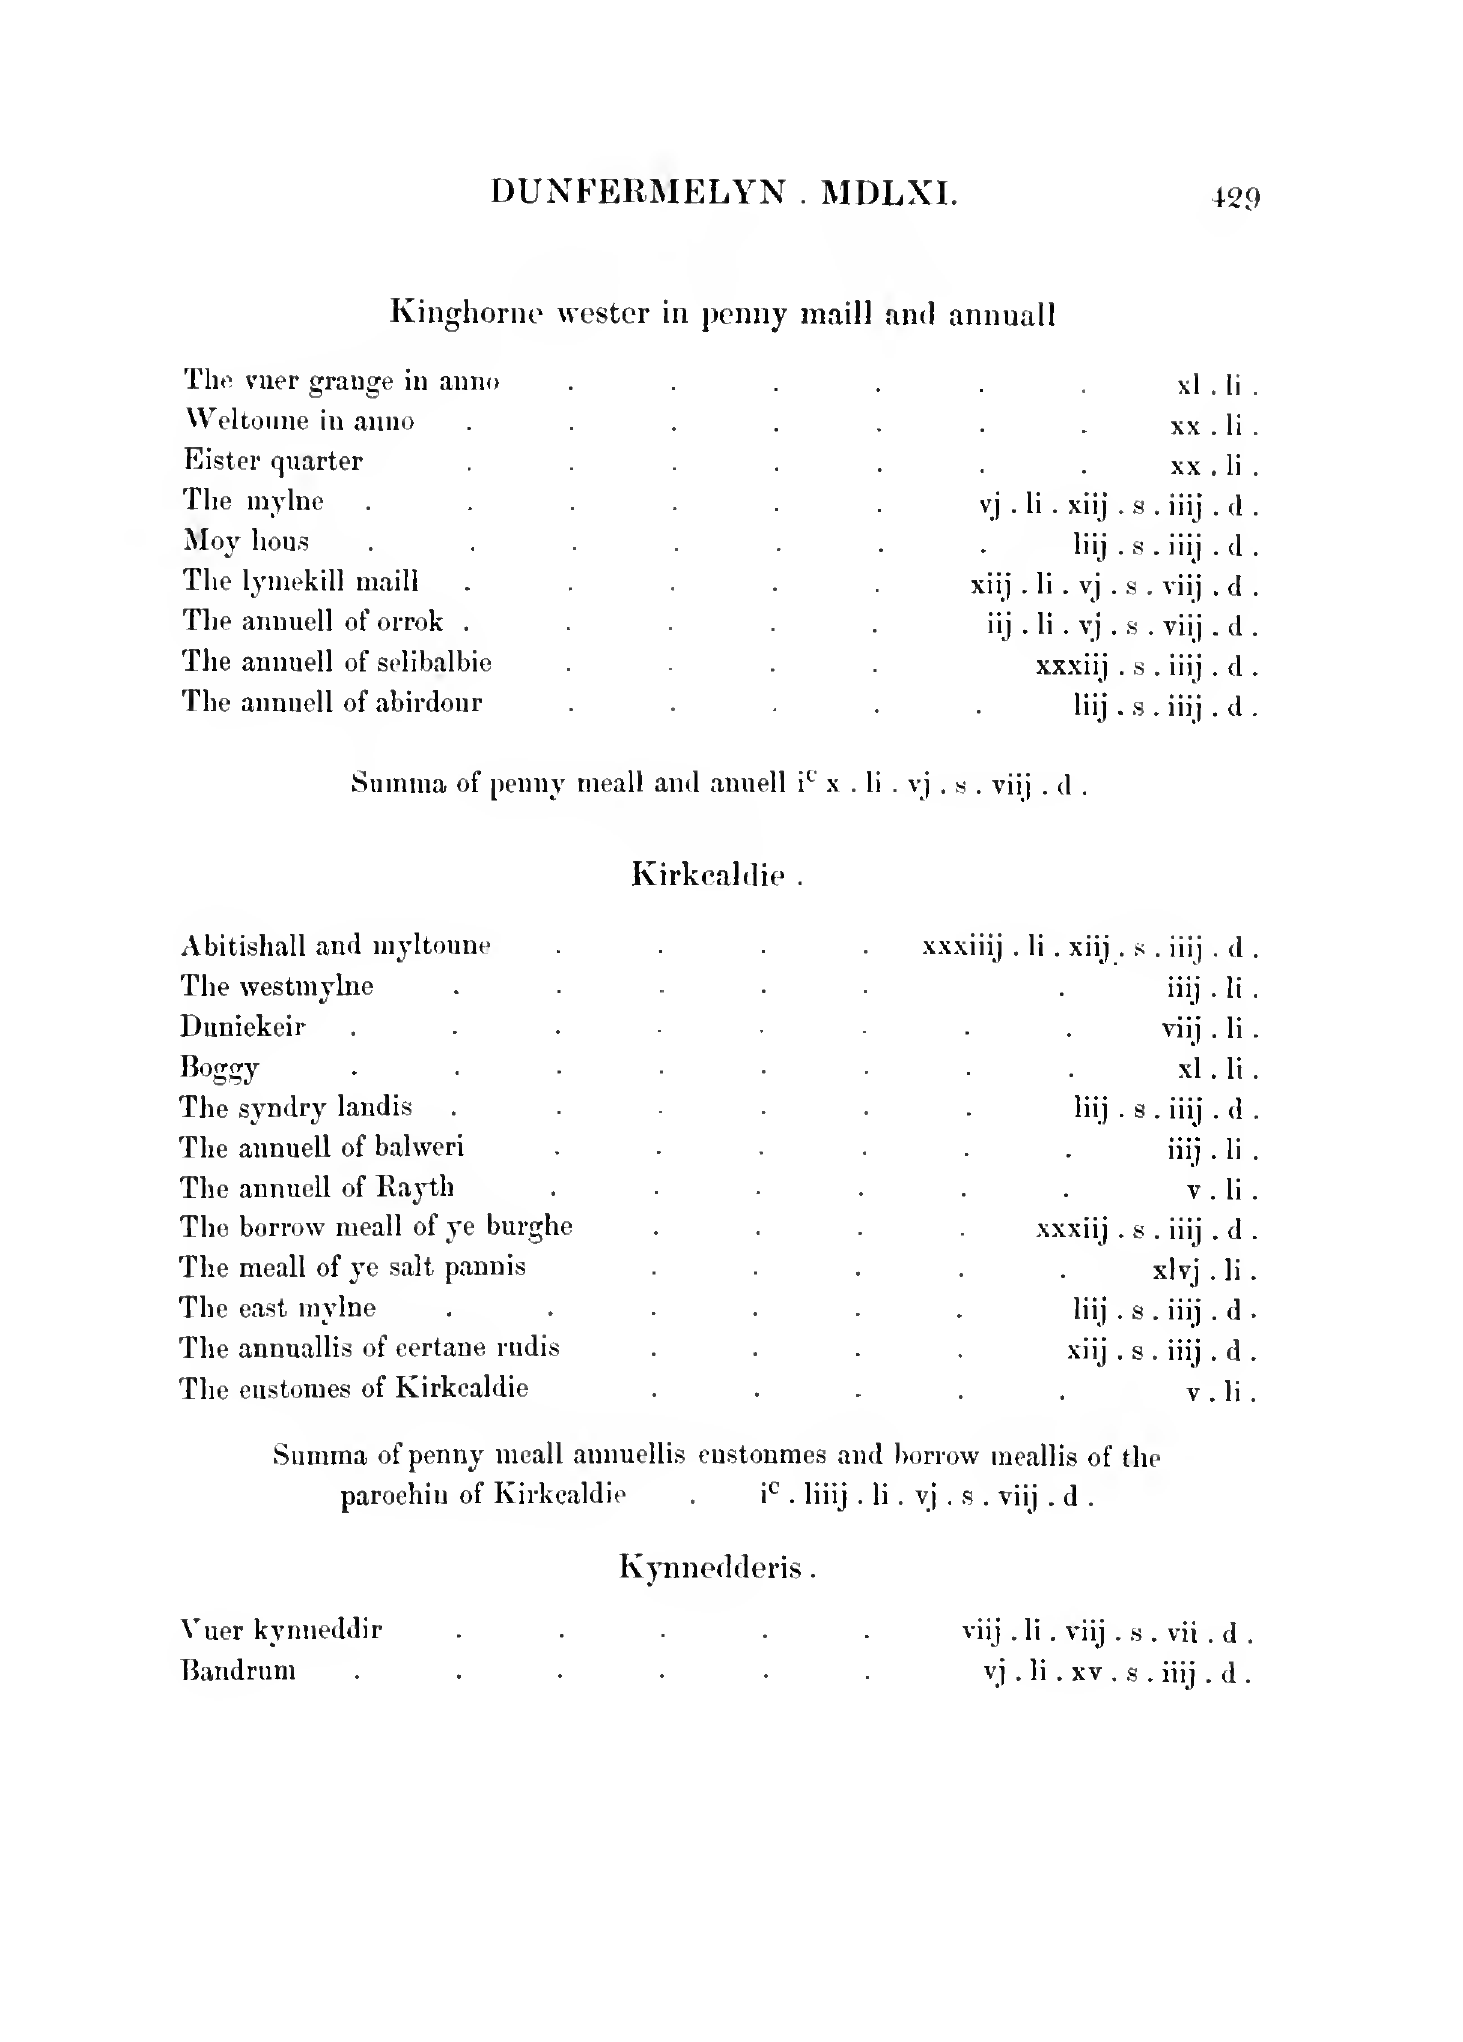 DUNFERMELYN . MDLXI. 429
Kinghorne wester in penny maill and annuall
The vuer grange in anno . . . . . . xl . li .
Weltoune in anno . . . . . . . xx . li .
Eister quarter . . . . . . . xx . li .
The mylne . . . . . . vj . li . xiij . s . iiij . d .
Moy hous . . . . . . . liij . s . iiij . d .
The lymekill maill . . . . . xiij . li . vj . s . viij . d .
The annuell of orrok . . . . . iij . li . vj . s . viij . d .
The annuell of selibalbie . . . . xxxiij . s . iiij . d .
The annuell of abirdour . . . . . liij . s . iiij . d .
Summa of penny meall and anuell iᶜ x . li . vj . s . viij . d .
Kirkcaldie .
Abitishall and myltoune . . . . xxxiiij . li . xiij . s . iiij . d .
The westmylne . . . . . . iiij . li .
Duniekeir . . . . . . . . viij . li .
Boggy . . . . . . . . xl . li .
The syndry landis . . . . . . liij . s . iiij . d .
The annuell of balweri . . . . . . iiij . li .
The annuell of Rayth . . . . . . v . li .
The borrow meall of ye burghe . . . . xxxiij . s . iiij . d .
The meall of ye salt pannis . . . . . xlvj . li .
The east mylne . . . . . . liij . s . iiij . d .
The annuallis of certane rudis . . . . xiij . s . iiij . d .
The customes of Kirkcaldie . . . . . v . li .
Summa of penny meall annuellis custonmes and borrow meallis of the
parochin of Kirkcaldie . iᶜ . liiij . li . vj . s . viij . d .
Kynnedderis .
Vuer kynneddir . . . . . viij . li . viij . s . vii . d .
Bandrum . . . . . . vj . li . xv . s . iiij . d .